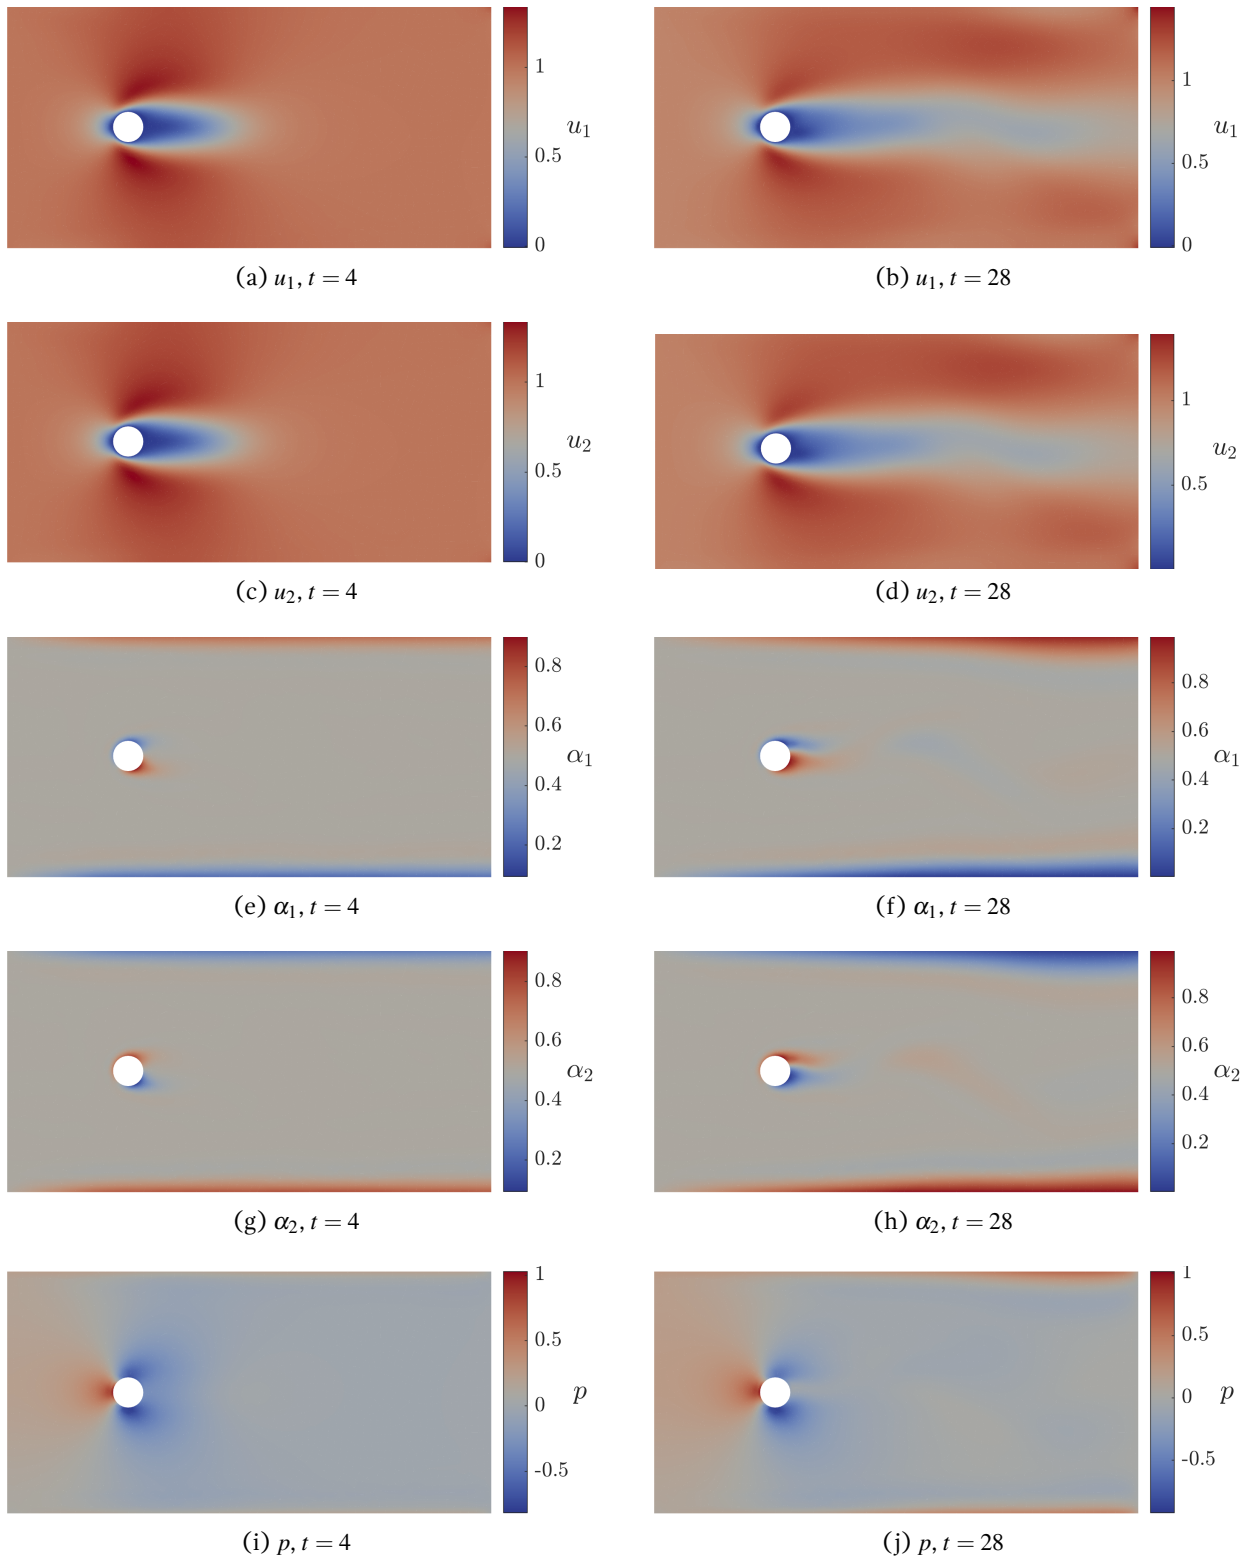 1
0.5
0
u1
1
0.5
0
u1
(a) u1, t = 4
(b) u1, t = 28
1
0.5
0
u2
1
0.5
u2
(c) u2, t = 4
(d) u2, t = 28
0.8
0.6
0.4
0.2
α1
0.8
0.6
0.4
0.2
α1
(e) α1, t = 4
(f) α1, t = 28
0.8
0.6
0.4
0.2
α2
0.8
0.6
0.4
0.2
α2
(g) α2, t = 4
(h) α2, t = 28
1
0.5
0
-0.5
p
1
0.5
0
-0.5
p
(i) p, t = 4
(j) p, t = 28